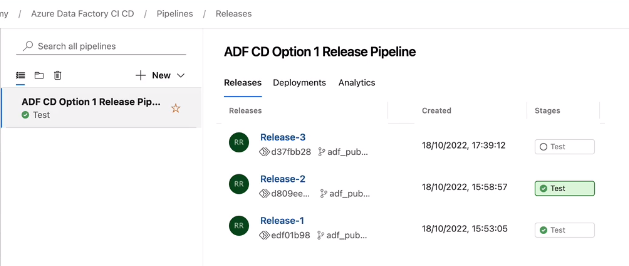 my / Azure Data Factory CI CD / Pipelines / Releases
Search all pipelines
New
ADF CD Option 1 Release Pip...
Test
ADF CD Option 1 Release Pipeline
Releases Deployments Analytics
Releases Created Stages
RR Release-3 18/10/2022, 17:39:12 Test
d37fbb28 adf_pub...
RR Release-2 18/10/2022, 15:58:57 Test
d809ee... adf_pub...
RR Release-1 18/10/2022, 15:53:05 Test
edf01b98 adf_pub...